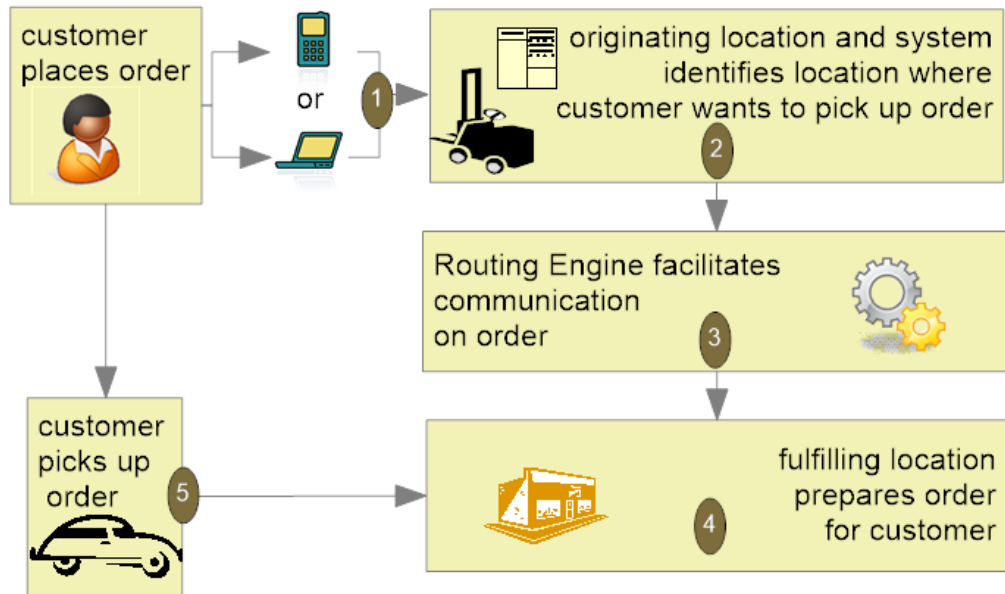 customer
places order
or
1
originating location and system
identifies location where
customer wants to pick up order
2
Routing Engine facilitates
communication
on order
3
fulfilling location
prepares order
for customer
4
customer
picks up
order
5